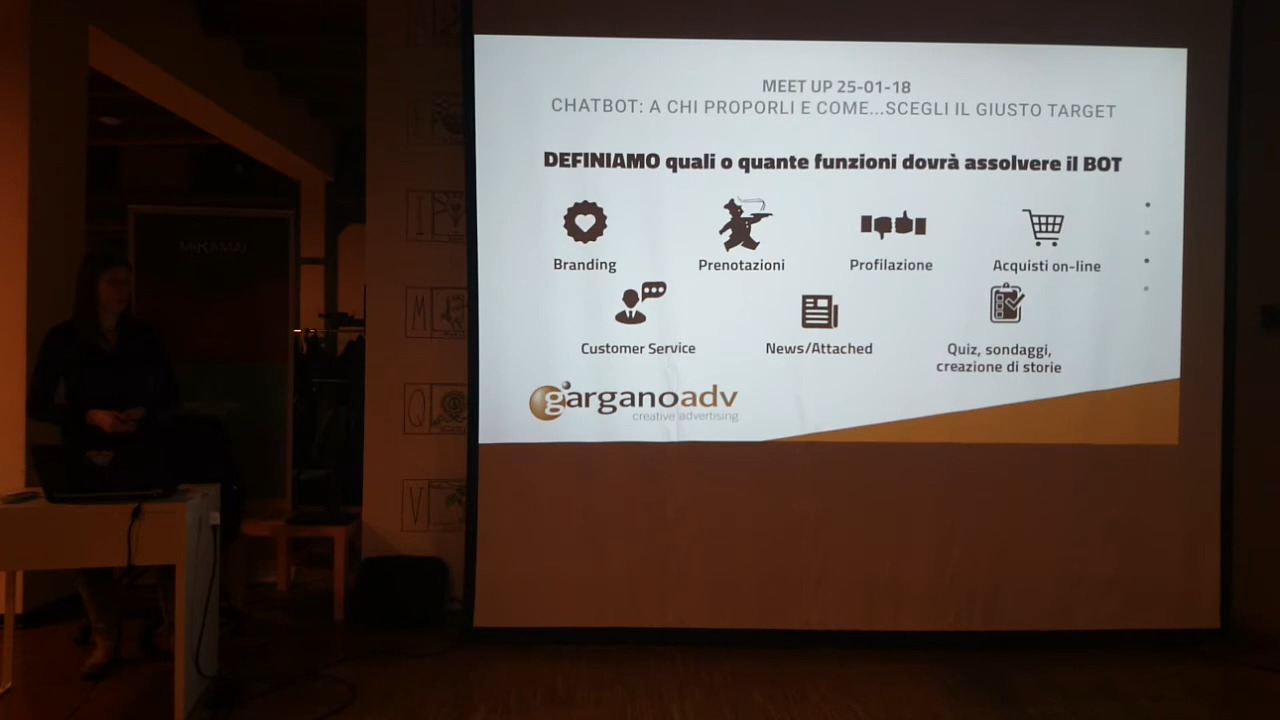 MEET UP 25-01-18
CHATBOT: A CHI PROPORLI E COME...SCEGLI IL GIUSTO TARGET
DEFINIAMO quali o quante funzioni dovrà assolvere il BOT
Branding
Prenotazioni
Profilazione
Acquisti on-line
Customer Service
News/Attached
Quiz, sondaggi,
creazione di storie
garganoadv
creative advertising
I
M
Q
V